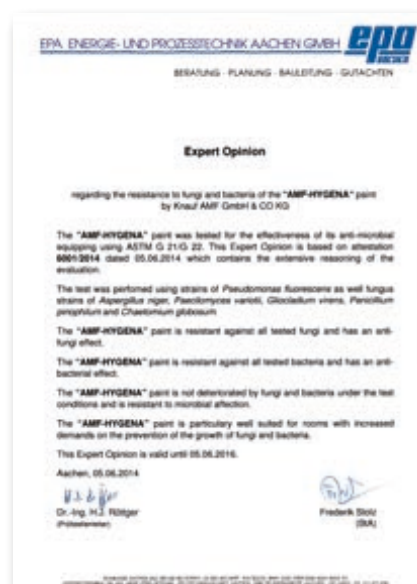 EPA. ENERGIE- UND PROZESSTECHNIK AACHEN GMBH
epa
AACHEN
BERATUNG · PLANUNG · BAULEITUNG · GUTACHTEN
Expert Opinion
regarding the resistance to fungi and bacteria of the "AMF-HYGENA" paint
by Knauf AMF GmbH & CO KG
The "AMF-HYGENA" paint was tested for the effectiveness of its anti-microbial
equipping using ASTM G 21/G 22. This Expert Opinion is based on attestation
6001/2014 dated 05.06.2014 which contains the extensive reasoning of the
evaluation.
The test was perfomed using strains of Pseudomonas fluorescens as well fungus
strains of Aspergillus niger, Paecilomyces variotii, Gliocladium virens, Penicillium
pinophilum and Chaetomium globosum.
The "AMF-HYGENA" paint is resistant against all tested fungi and has an anti-
fungi effect.
The "AMF-HYGENA" paint is resistant against all tested bacteria and has an anti-
bacterial effect.
The "AMF-HYGENA" paint is not deteriorated by fungi and bacteria under the test
conditions and is resistant to microbial affection.
The "AMF-HYGENA" paint is particulary well suited for rooms with increased
demands on the prevention of the growth of fungi and bacteria.
This Expert Opinion is valid until 05.06.2016.
Aachen, 05.06.2014
Dr.-Ing. H.J. Röttger
Frederik Stolz